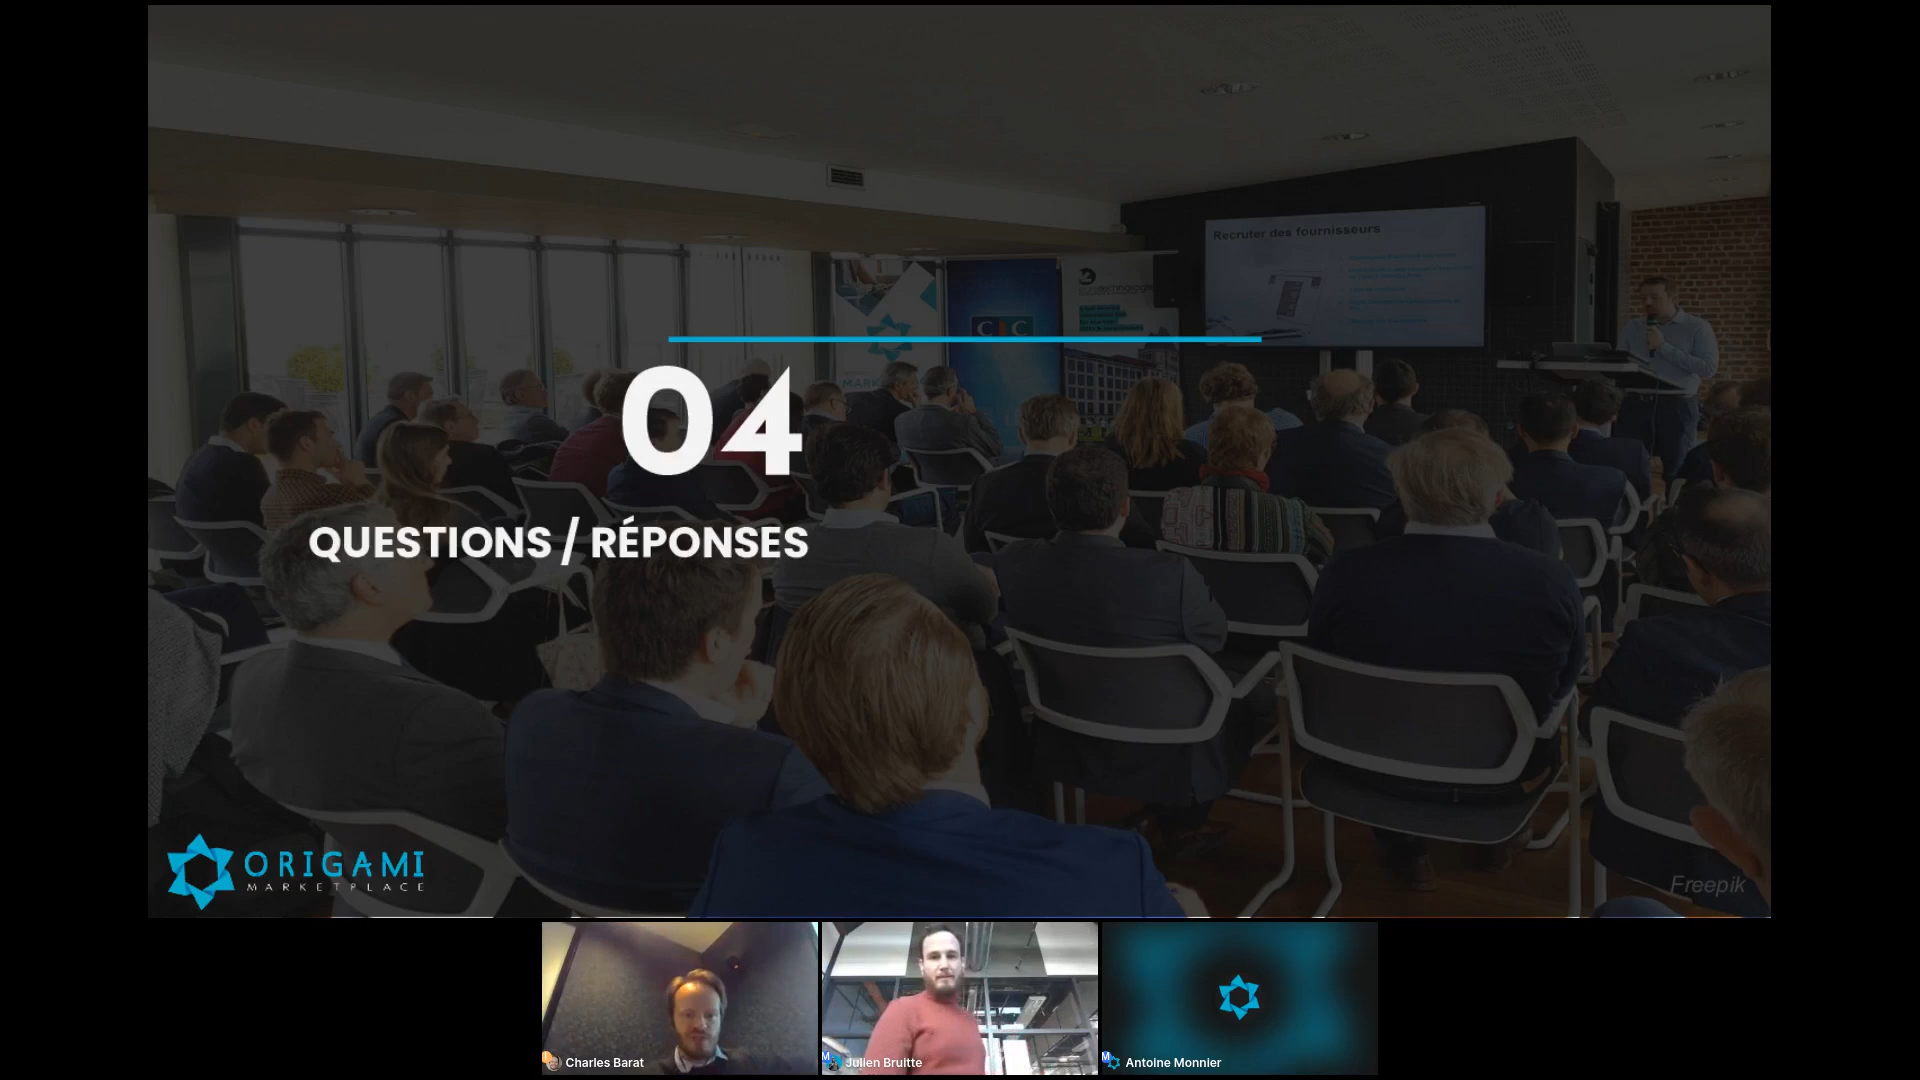 Recruter des fournisseurs
CIC
04
QUESTIONS / RÉPONSES
ORIGAMI
MARKETPLACE
Freepik
Charles Barat
Julien Bruitte
Antoine Monnier